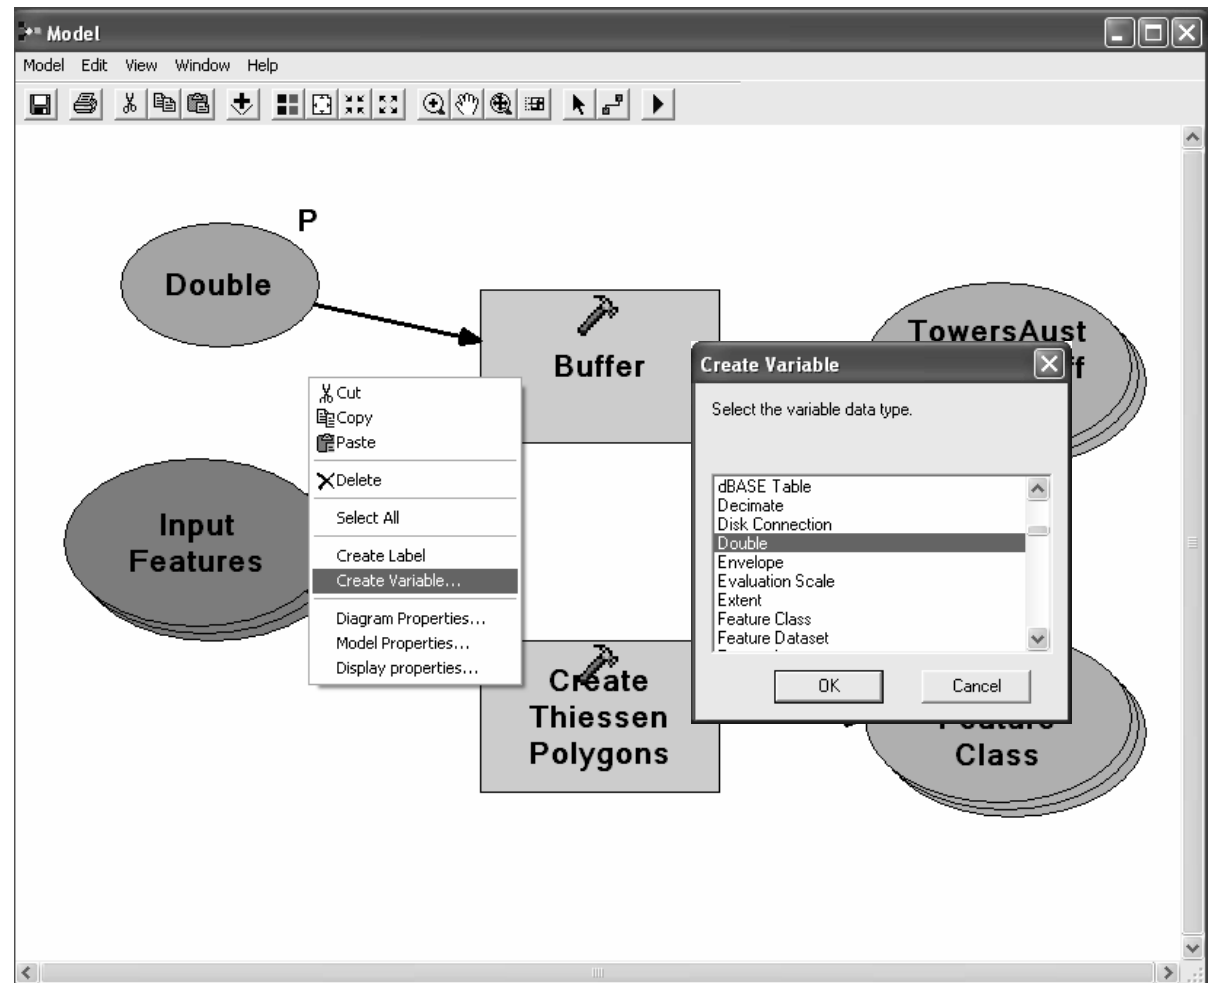 Model
Model Edit View Window Help
P
Double
Buffer
TowersAust
ff
Input
Features
Create
Thiessen
Polygons
Feature
Class
Cut
Copy
Paste
Delete
Select All
Create Label
Create Variable...
Diagram Properties...
Model Properties...
Display properties...
Create Variable
Select the variable data type.
dBASE Table
Decimate
Disk Connection
Double
Envelope
Evaluation Scale
Extent
Feature Class
Feature Dataset
OK Cancel